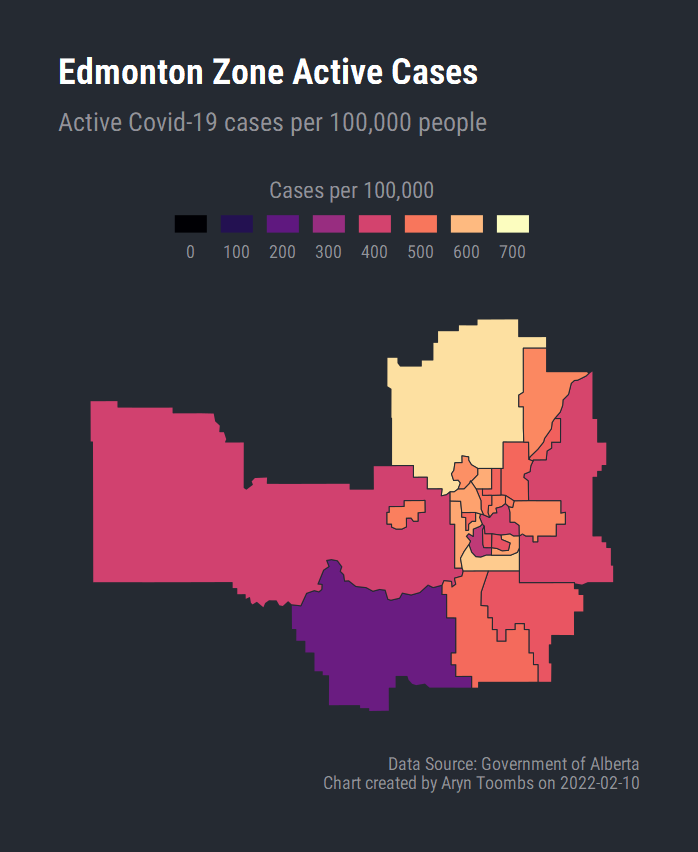 Edmonton Zone Active Cases
Active Covid-19 cases per 100,000 people
Cases per 100,000
0 100 200 300 400 500 600 700
Data Source: Government of Alberta
Chart created by Aryn Toombs on 2022-02-10